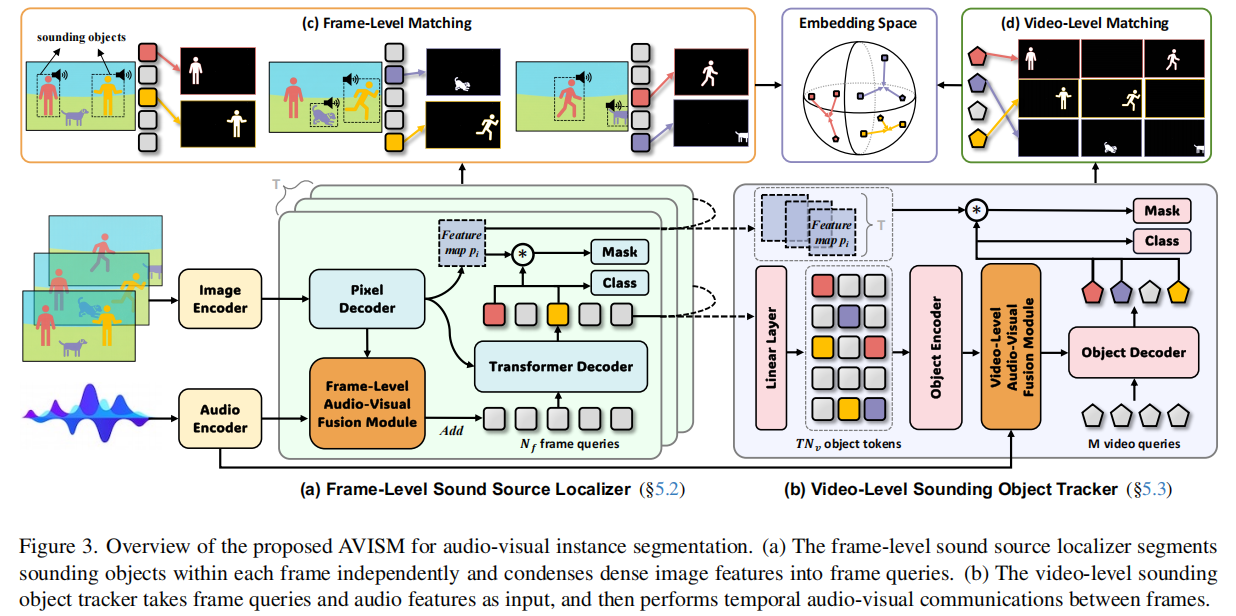 (c) Frame-Level Matching
sounding objects
Embedding Space
(d) Video-Level Matching
T
Image
Encoder
Audio
Encoder
Pixel
Decoder
Frame-Level
Audio-Visual
Fusion Module
Feature
map pᵢ
*
Mask
Class
Transformer Decoder
Add
N_f frame queries
(a) Frame-Level Sound Source Localizer (§5.2)
Feature
map pᵢ
T
*
Mask
Class
Linear Layer
TN_v object tokens
Object Encoder
Video-Level
Audio-Visual
Fusion Module
Object Decoder
M video queries
(b) Video-Level Sounding Object Tracker (§5.3)
Figure 3. Overview of the proposed AVISM for audio-visual instance segmentation. (a) The frame-level sound source localizer segments
sounding objects within each frame independently and condenses dense image features into frame queries. (b) The video-level sounding
object tracker takes frame queries and audio features as input, and then performs temporal audio-visual communications between frames.